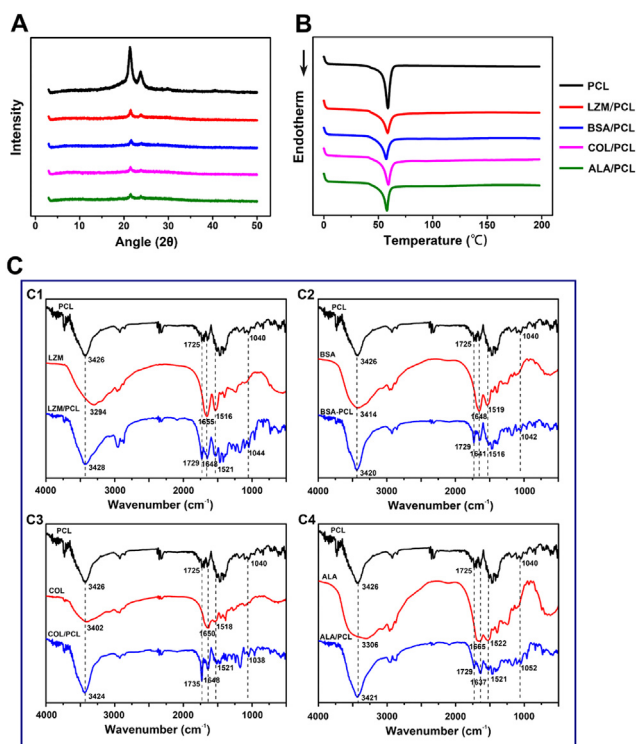 A
Intensity
0 10 20 30 40 50
Angle (2θ)
B
Endotherm
0 50 100 150 200
Temperature (℃)
PCL
LZM/PCL
BSA/PCL
COL/PCL
ALA/PCL
C
C1
PCL
1725
1040
3426
LZM
3294
1655
1516
LZM/PCL
1729
1648
1521
1044
3428
4000 3000 2000 1000
Wavenumber (cm-1)
C2
PCL
1725
1040
3426
BSA
3414
1648
1519
BSA-PCL
1729
1641
1516
1042
3420
4000 3000 2000 1000
Wavenumber (cm-1)
C3
PCL
1725
1040
3426
COL
3402
1650
1518
COL/PCL
1735
1646
1521
1038
3424
4000 3000 2000 1000
Wavenumber (cm-1)
C4
PCL
1725
1040
3426
ALA
3306
1665
1522
ALA/PCL
1729
1637
1521
1052
3421
4000 3000 2000 1000
Wavenumber (cm-1)